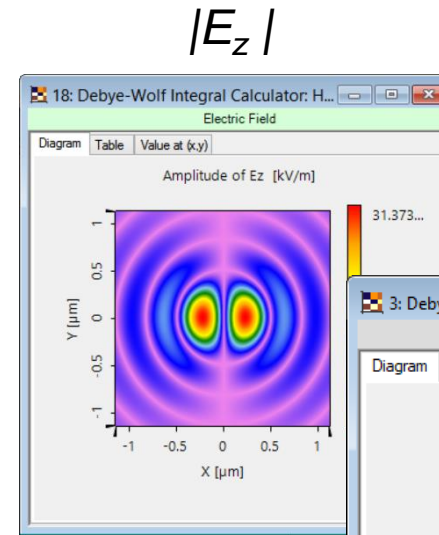 |E_z |
18: Debye-Wolf Integral Calculator: H...
Electric Field
Diagram Table Value at (x,y)
Amplitude of Ez [kV/m]
31.373...
1
0.5
0
-0.5
-1
Y [µm]
-1 -0.5 0 0.5 1
X [µm]
3: Deby
Diagram